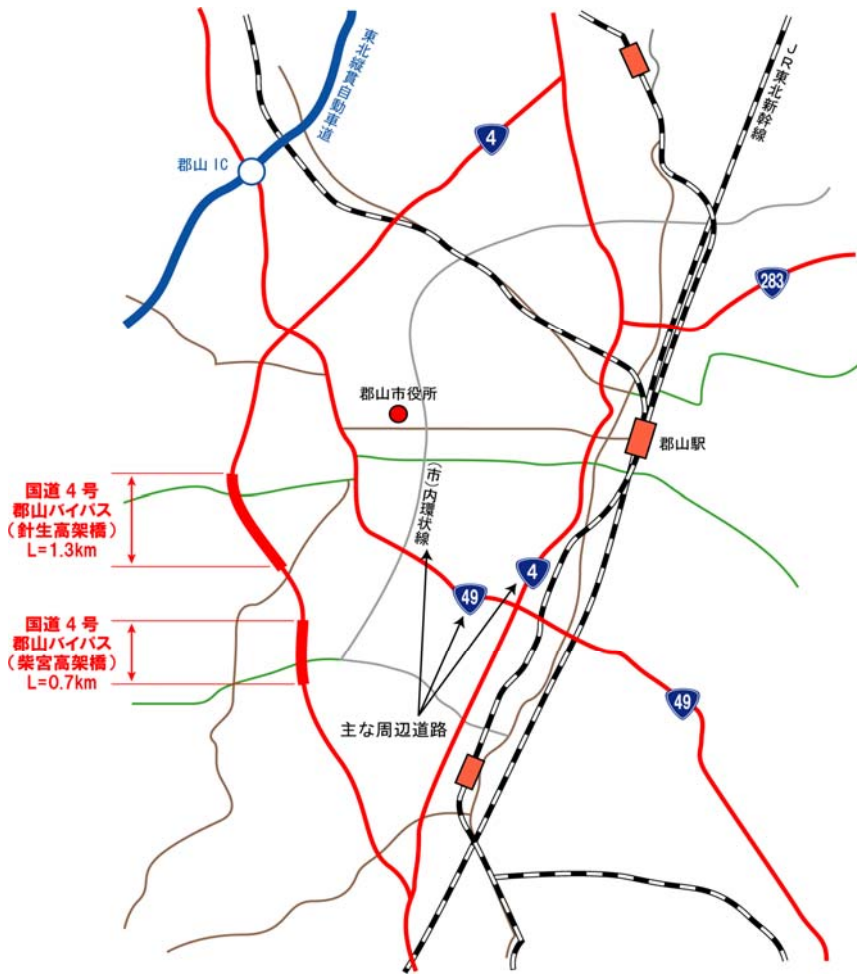 東北縦貫自動車道
JR東北新幹線
4
郡山 IC
283
郡山市役所
郡山駅
(市)内環状線
国道4号
郡山バイパス
(針生高架橋)
L=1.3km
4
49
国道4号
郡山バイパス
(柴宮高架橋)
L=0.7km
主な周辺道路
49